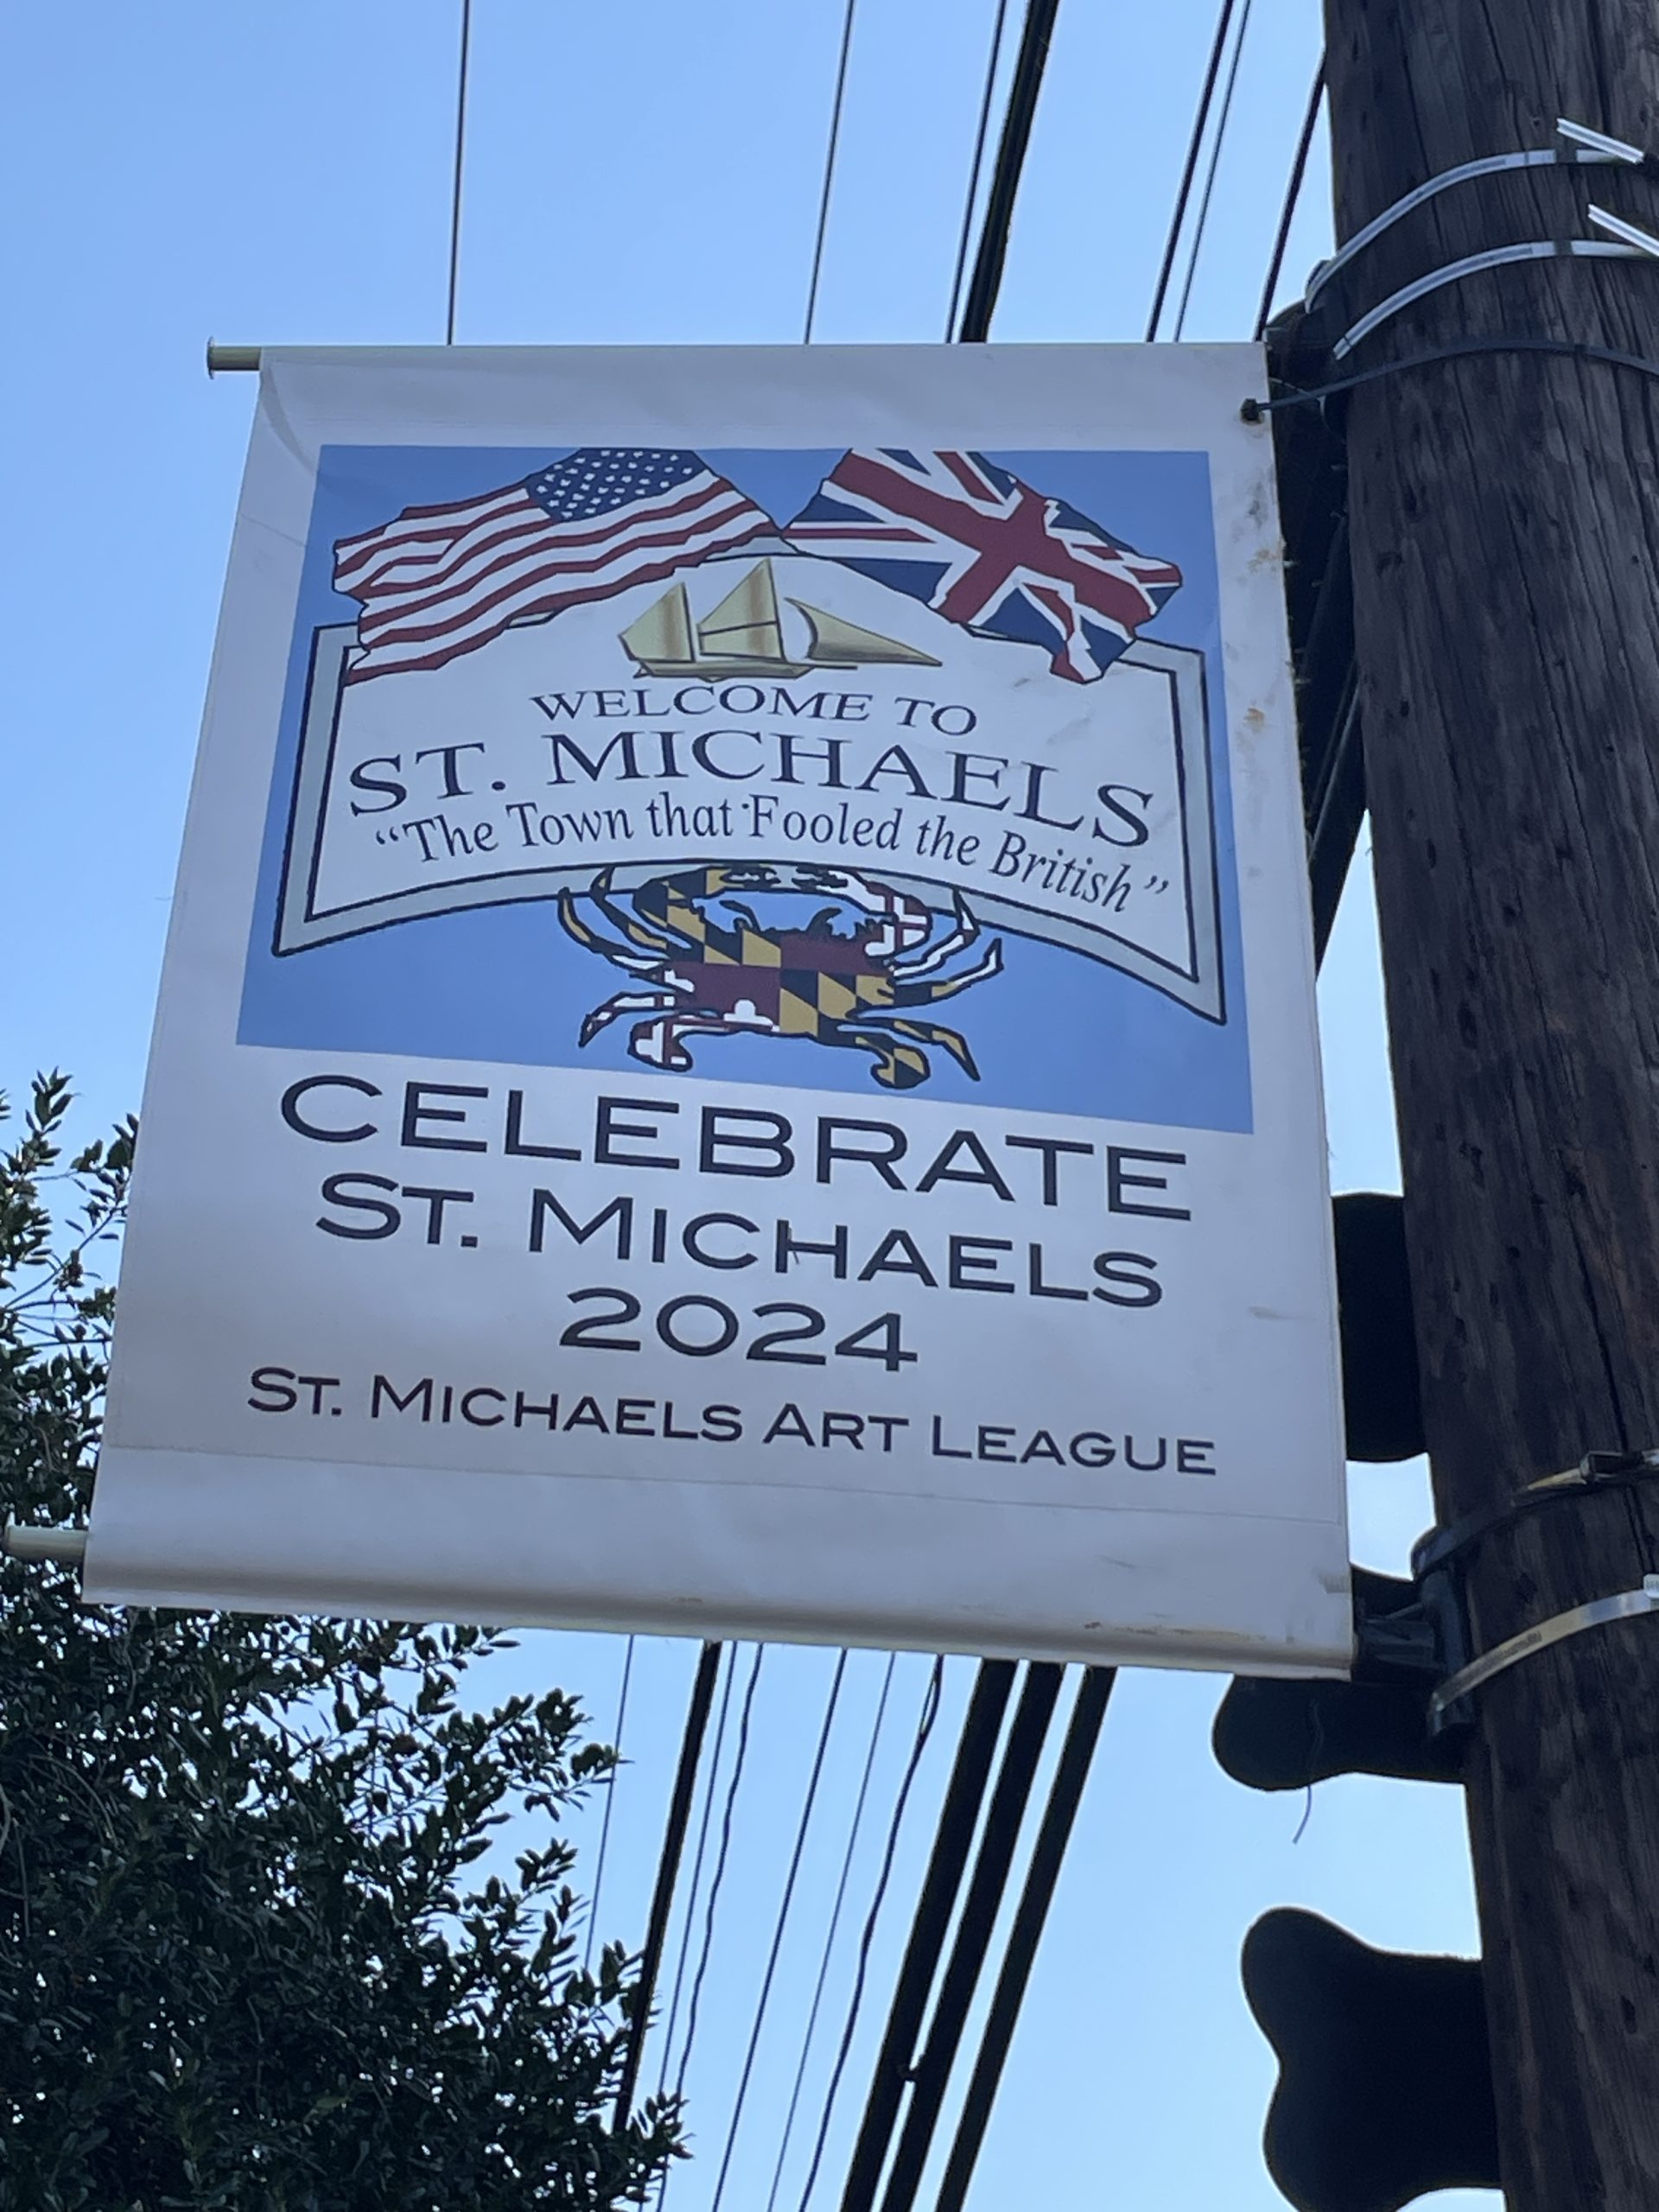 WELCOME TO
ST. MICHAELS
"The Town that Fooled the British"
CELEBRATE
ST. MICHAELS
2024
ST. MICHAELS ART LEAGUE